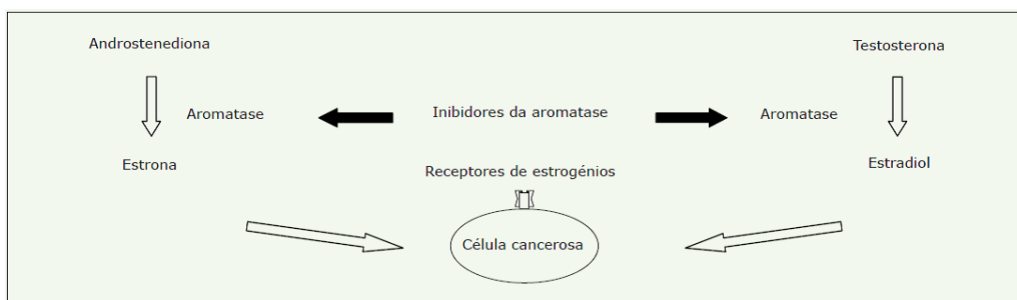 Androstenediona
Testosterona
Aromatase
Inibidores da aromatase
Aromatase
Estrona
Estradiol
Receptores de estrogénios
Célula cancerosa